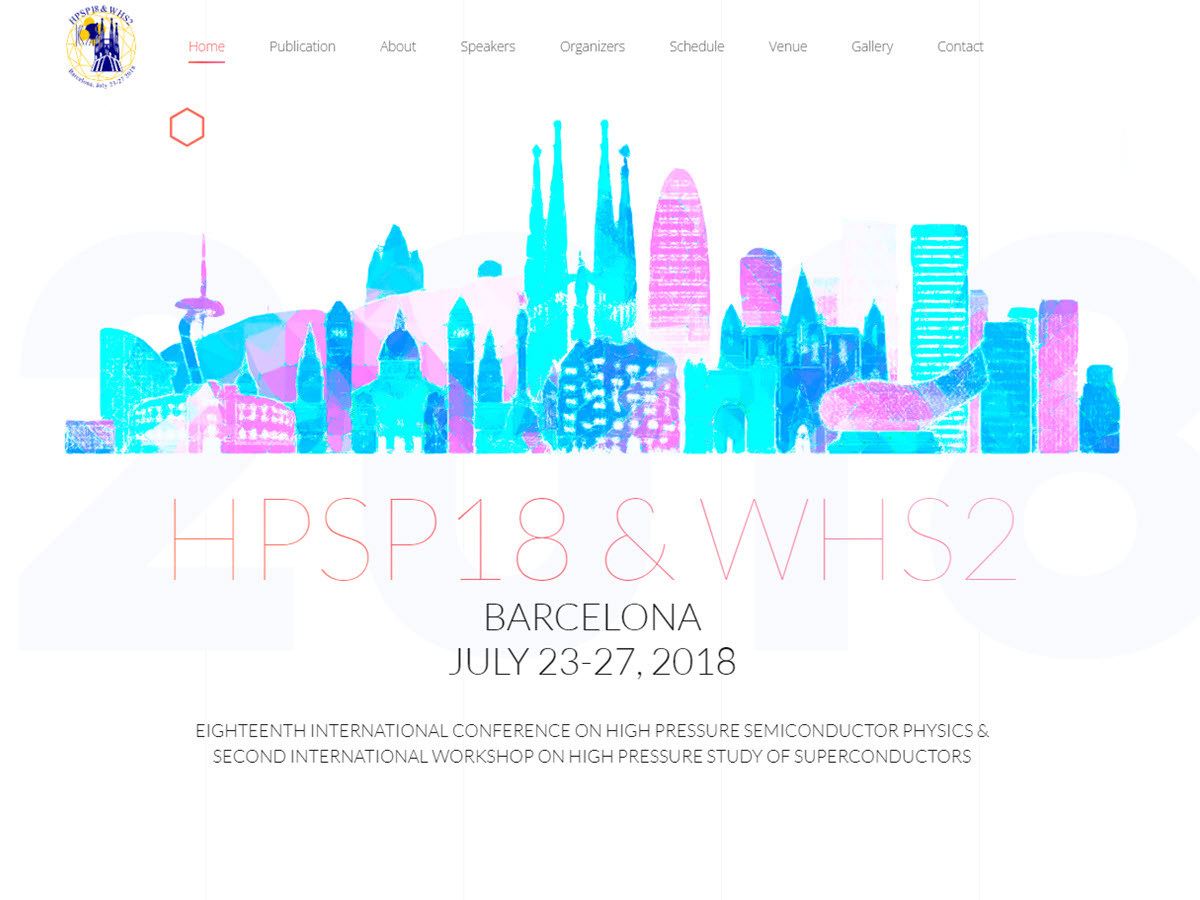 HPSP18 & WHS2
Barcelona, July 23-27 2018
Home
Publication
About
Speakers
Organizers
Schedule
Venue
Gallery
Contact
2018
HPSP18 & WHS2
BARCELONA
JULY 23-27, 2018
EIGHTEENTH INTERNATIONAL CONFERENCE ON HIGH PRESSURE SEMICONDUCTOR PHYSICS &
SECOND INTERNATIONAL WORKSHOP ON HIGH PRESSURE STUDY OF SUPERCONDUCTORS